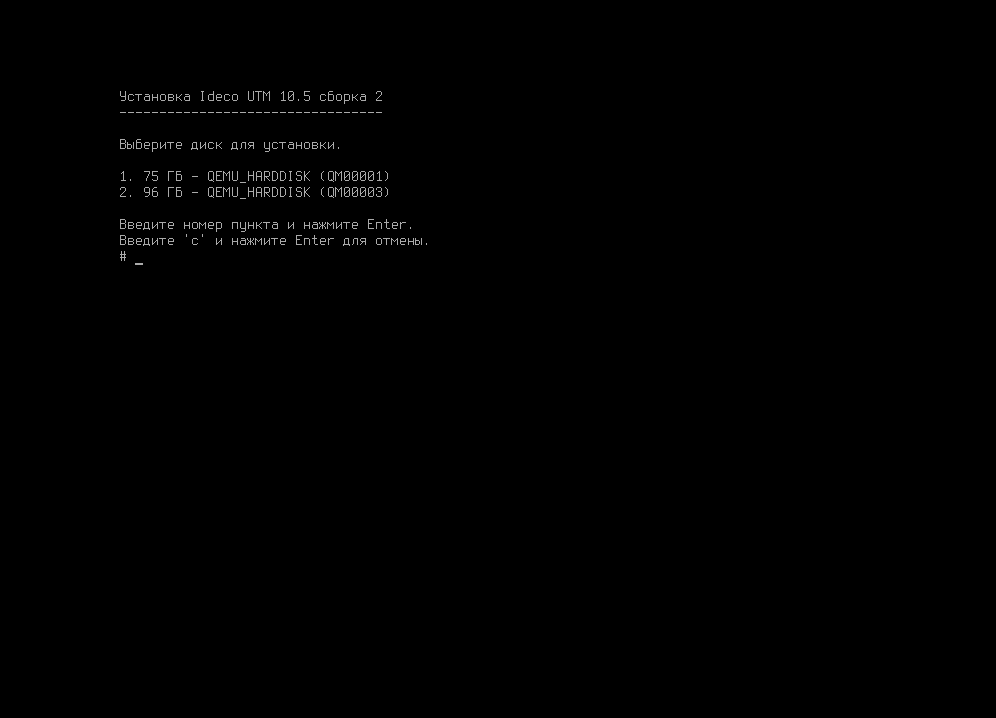 Установка Ideco UTM 10.5 сборка 2
---------------------------------
Выберите диск для установки.
1. 75 ГБ - QEMU_HARDDISK (QM00001)
2. 96 ГБ - QEMU_HARDDISK (QM00003)
Введите номер пункта и нажмите Enter.
Введите 'c' и нажмите Enter для отмены.
# _